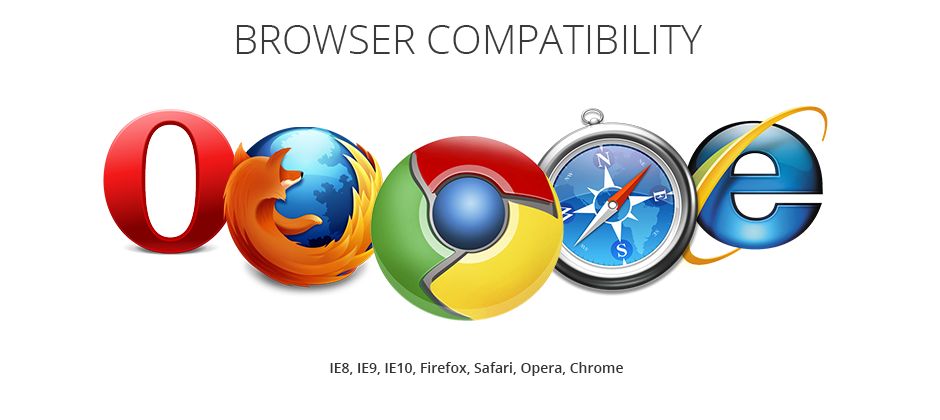 BROWSER COMPATIBILITY
N
E
S
W
IE8, IE9, IE10, Firefox, Safari, Opera, Chrome